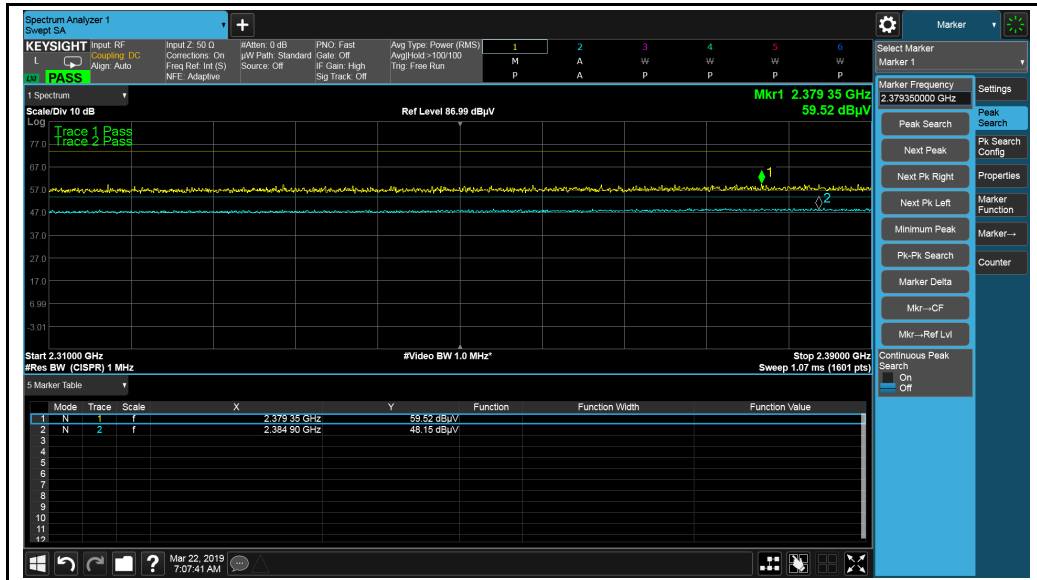 Spectrum Analyzer 1
Swept SA
+
Marker
KEYSIGHT
L
LXI PASS
Input: RF
Coupling: DC
Align: Auto
Input Z: 50 Ω
Corrections: On
Freq Ref: Int (S)
NFE: Adaptive
#Atten: 0 dB
µW Path: Standard
Source: Off
PNO: Fast
Gate: Off
IF Gain: High
Sig Track: Off
Avg Type: Power (RMS)
Avg|Hold:>100/100
Trig: Free Run
1 2 3 4 5 6
M A W W W W
P A P P P P
Select Marker
Marker 1
1 Spectrum
Scale/Div 10 dB
Log
Ref Level 86.99 dBµV
Mkr1 2.379 35 GHz
59.52 dBµV
Trace 1 Pass
Trace 2 Pass
77.0
67.0
57.0
47.0
37.0
27.0
17.0
6.99
-3.01
1
2
Start 2.31000 GHz
#Res BW (CISPR) 1 MHz
#Video BW 1.0 MHz*
Stop 2.39000 GHz
Sweep 1.07 ms (1601 pts)
Marker Frequency
2.379350000 GHz
Peak Search
Next Peak
Next Pk Right
Next Pk Left
Minimum Peak
Pk-Pk Search
Marker Delta
Mkr→CF
Mkr→Ref Lvl
Continuous Peak
Search
On
Off
Settings
Peak
Search
Pk Search
Config
Properties
Marker
Function
Marker→
Counter
5 Marker Table
Mode Trace Scale X Y Function Function Width Function Value
1 N 1 f 2.379 35 GHz 59.52 dBµV
2 N 2 f 2.384 90 GHz 48.15 dBµV
3
4
5
6
7
8
9
10
11
12
?
Mar 22, 2019
7:07:41 AM